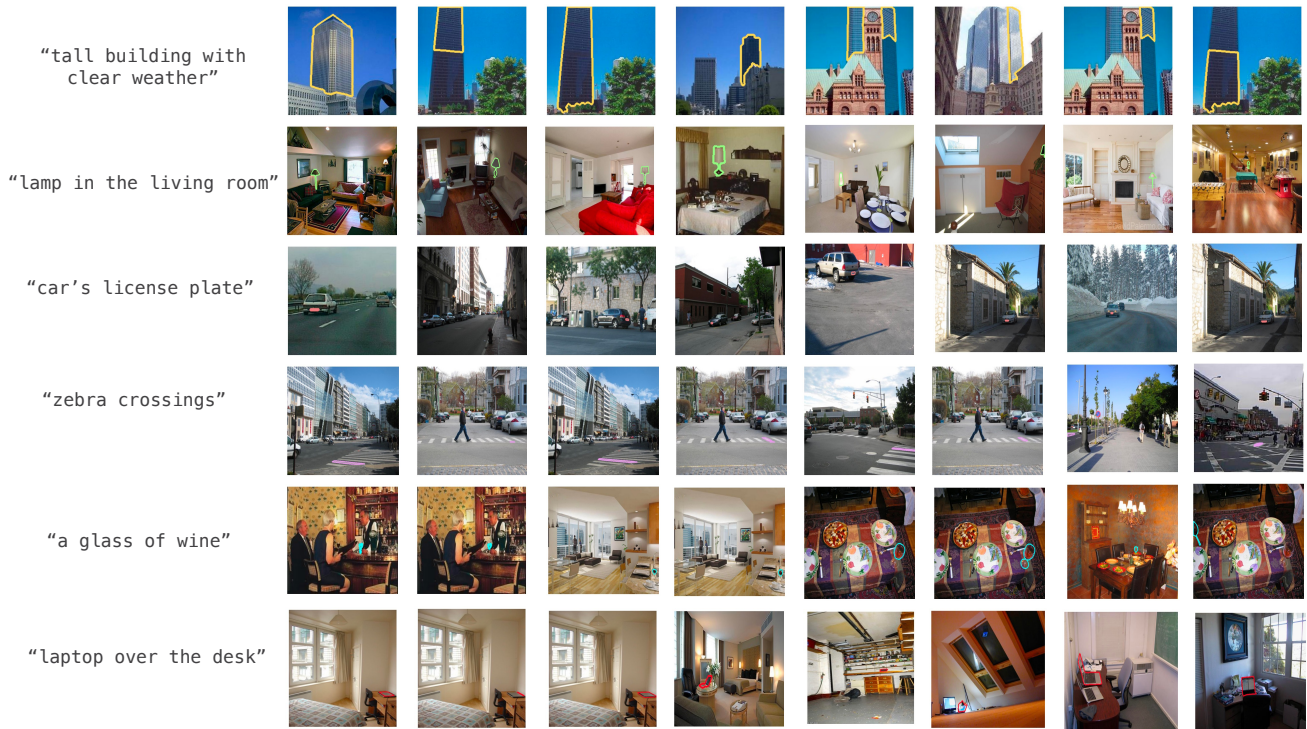 “tall building with
clear weather”
“lamp in the living room”
“car’s license plate”
“zebra crossings”
“a glass of wine”
“laptop over the desk”